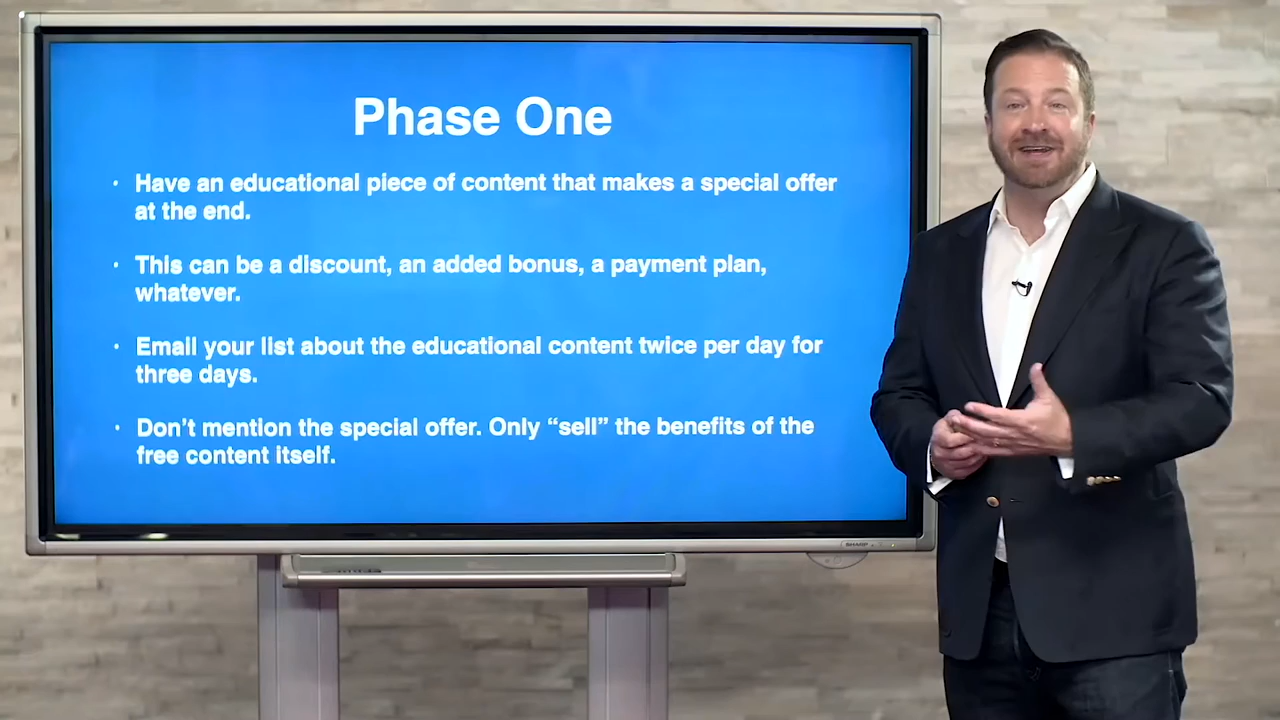 Phase One
· Have an educational piece of content that makes a special offer
at the end.
· This can be a discount, an added bonus, a payment plan,
whatever.
· Email your list about the educational content twice per day for
three days.
· Don't mention the special offer. Only “sell” the benefits of the
free content itself.
SHARP